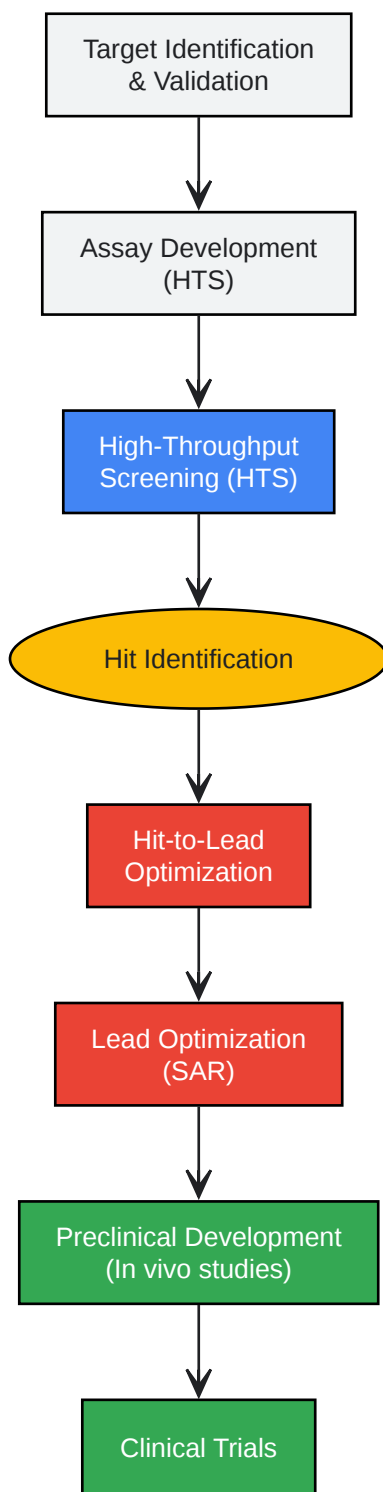 Target Identification
& Validation
Assay Development
(HTS)
High-Throughput
Screening (HTS)
Hit Identification
Hit-to-Lead
Optimization
Lead Optimization
(SAR)
Preclinical Development
(In vivo studies)
Clinical Trials